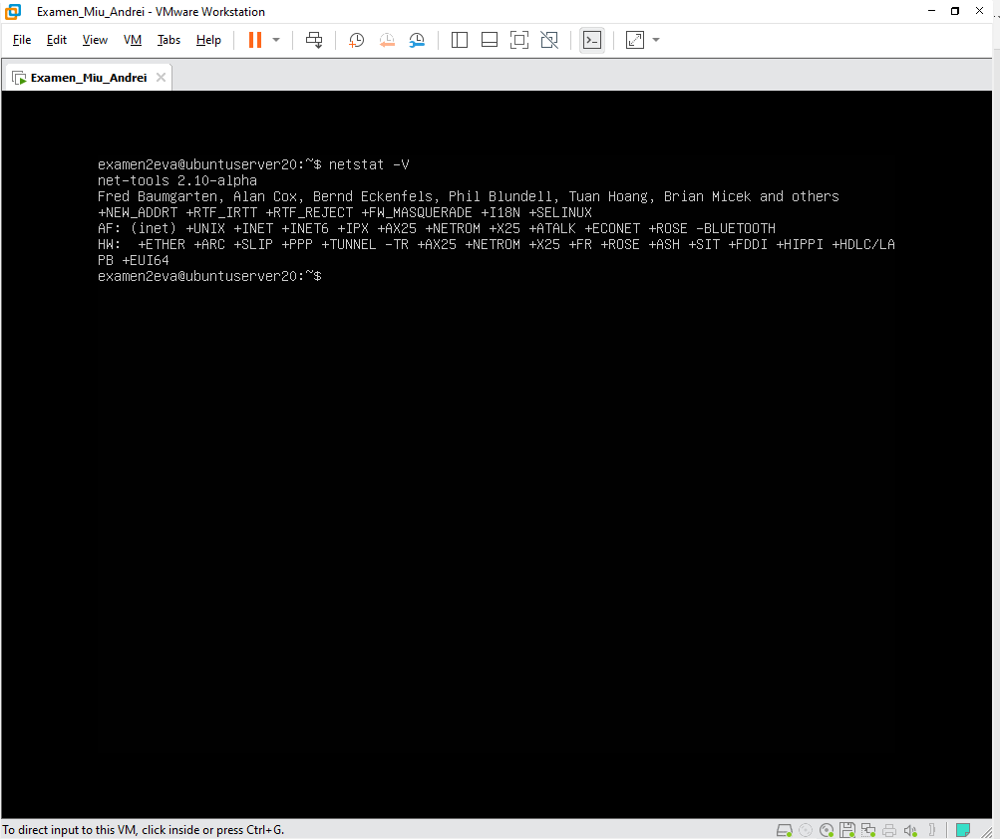 Examen_Miu_Andrei - VMware Workstation
File Edit View VM Tabs Help
Examen_Miu_Andrei
examen2eva@ubuntuserver20:~$ netstat -V
net-tools 2.10-alpha
Fred Baumgarten, Alan Cox, Bernd Eckenfels, Phil Blundell, Tuan Hoang, Brian Micek and others
+NEW_ADDRT +RTF_IRTT +RTF_REJECT +FW_MASQUERADE +I18N +SELINUX
AF: (inet) +UNIX +INET +INET6 +IPX +AX25 +NETROM +X25 +ATALK +ECONET +ROSE -BLUETOOTH
HW:  +ETHER +ARC +SLIP +PPP +TUNNEL -TR +AX25 +NETROM +X25 +FR +ROSE +ASH +SIT +FDDI +HIPPI +HDLC/LA
PB +EUI64
examen2eva@ubuntuserver20:~$
To direct input to this VM, click inside or press Ctrl+G.